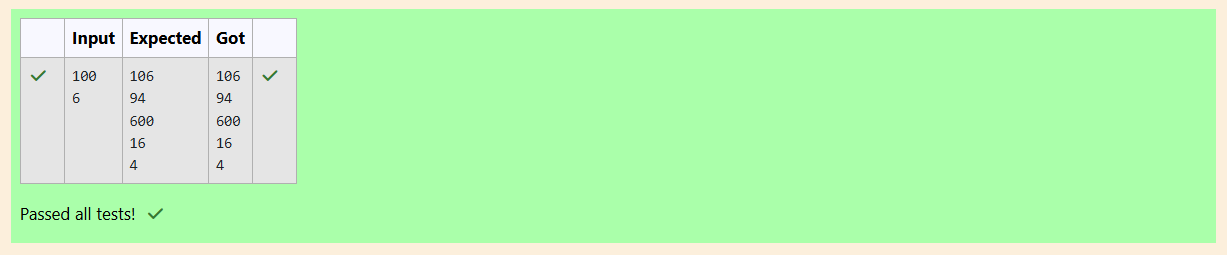 Input Expected Got
100 106 106
6 94 94
600 600
16 16
4 4
Passed all tests!